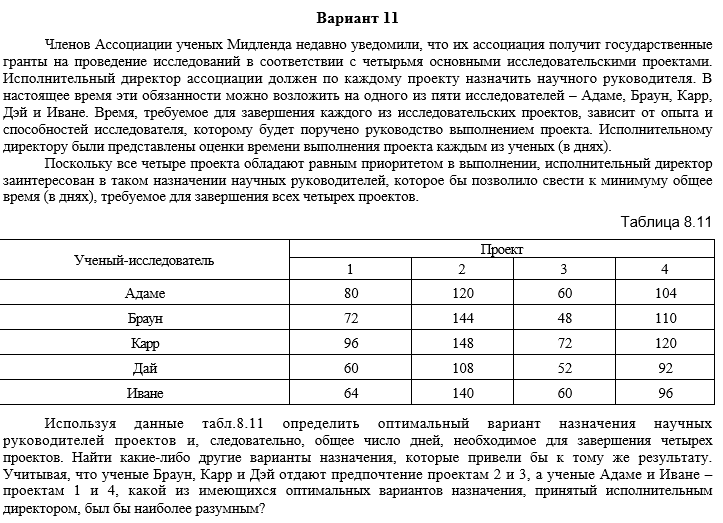 Вариант 11
Членов Ассоциации ученых Мидленда недавно уведомили, что их ассоциация получит государственные
гранты на проведение исследований в соответствии с четырьмя основными исследовательскими проектами.
Исполнительный директор ассоциации должен по каждому проекту назначить научного руководителя. В
настоящее время эти обязанности можно возложить на одного из пяти исследователей – Адаме, Браун, Карр,
Дэй и Иване. Время, требуемое для завершения каждого из исследовательских проектов, зависит от опыта и
способностей исследователя, которому будет поручено руководство выполнением проекта. Исполнительному
директору были представлены оценки времени выполнения проекта каждым из ученых (в днях).
Поскольку все четыре проекта обладают равным приоритетом в выполнении, исполнительный директор
заинтересован в таком назначении научных руководителей, которое бы позволило свести к минимуму общее
время (в днях), требуемое для завершения всех четырех проектов.
Таблица 8.11
Ученый-исследователь Проект
1 2 3 4
Адаме 80 120 60 104
Браун 72 144 48 110
Карр 96 148 72 120
Дай 60 108 52 92
Иване 64 140 60 96
Используя данные табл.8.11 определить оптимальный вариант назначения научных
руководителей проектов и, следовательно, общее число дней, необходимое для завершения четырех
проектов. Найти какие-либо другие варианты назначения, которые привели бы к тому же результату.
Учитывая, что ученые Браун, Карр и Дэй отдают предпочтение проектам 2 и 3, а ученые Адаме и Иване –
проектам 1 и 4, какой из имеющихся оптимальных вариантов назначения, принятый исполнительным
директором, был бы наиболее разумным?